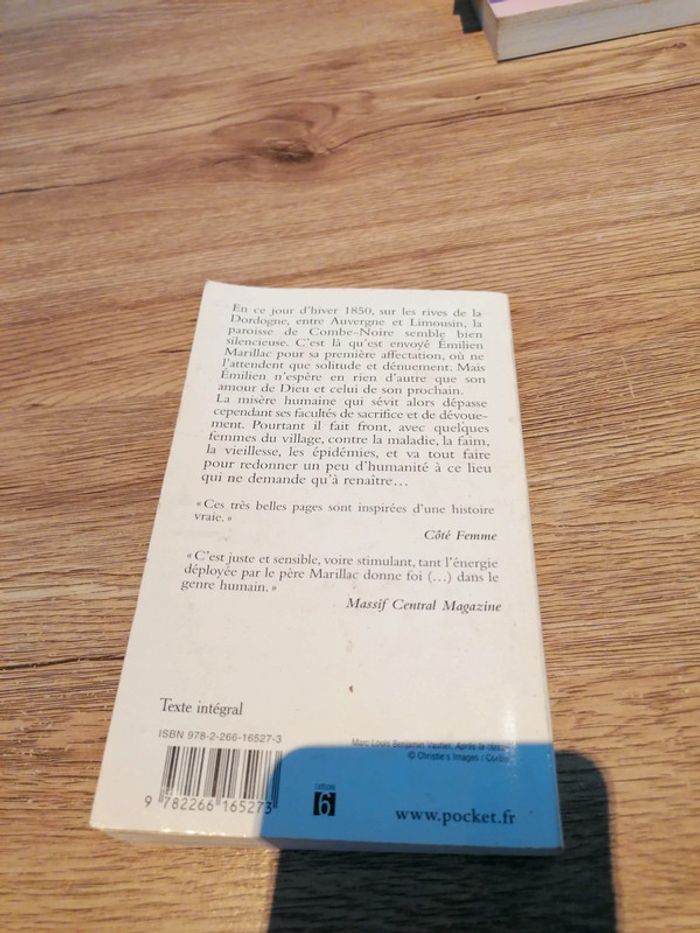 En ce jour d'hiver 1850, sur les rives de la
Dordogne, entre Auvergne et Limousin, la
paroisse de Combe-Noire semble bien
silencieuse. C'est là qu'est envoyé Émilien
Marillac pour sa première affectation, où ne
l'attendent que solitude et dénuement. Mais
Émilien n'espère en rien d'autre que son
amour de Dieu et celui de son prochain.
La misère humaine qui sévit alors dépasse
cependant ses facultés de sacrifice et de dévoue-
ment. Pourtant il fait front, avec quelques
femmes du village, contre la maladie, la faim,
la vieillesse, les épidémies, et va tout faire
pour redonner un peu d'humanité à ce lieu
qui ne demande qu'à renaître…
« Ces très belles pages sont inspirées d'une histoire
vraie. »
Côté Femme
« C'est juste et sensible, voire stimulant, tant l'énergie
déployée par le père Marillac donne foi (…) dans le
genre humain. »
Massif Central Magazine
Texte intégral
ISBN 978-2-266-16527-3
Marc Louis Benjamin Vautier, Après la
© Christie's Images / Corbis
9 782266 165273
6
www.pocket.fr